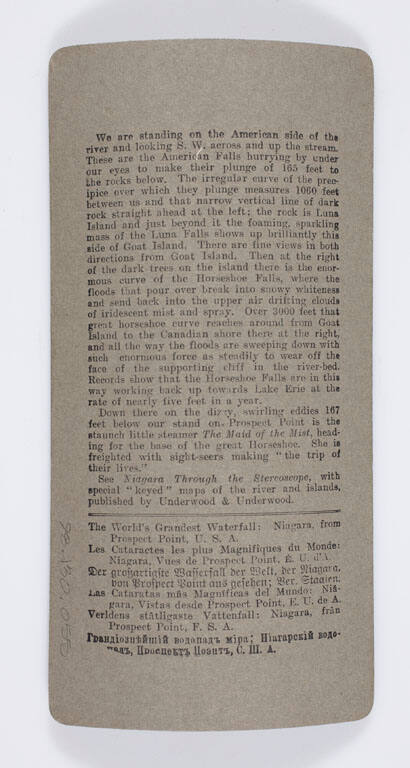 We are standing on the American side of the
river and looking S. W. across and up the stream.
These are the American Falls hurrying by under
our eyes to make their plunge of 165 feet to
the rocks below. The irregular curve of the prec-
ipice over which they plunge measures 1060 feet
between us and that narrow vertical line of dark
rock straight ahead at the left; the rock is Luna
Island and just beyond it the foaming, sparkling
mass of the Luna Falls shows up brilliantly this
side of Goat Island. There are fine views in both
directions from Goat Island. Then at the right
of the dark trees on the island there is the enor-
mous curve of the Horseshoe Falls, where the
floods that pour over break into snowy whiteness
and send back into the upper air drifting clouds
of iridescent mist and spray. Over 3000 feet that
great horseshoe curve reaches around from Goat
Island to the Canadian shore there at the right,
and all the way the floods are sweeping down with
such enormous force as steadily to wear off the
face of the supporting cliff in the river-bed.
Records show that the Horseshoe Falls are in this
way working back up towards Lake Erie at the
rate of nearly five feet in a year.
Down there on the dizzy, swirling eddies 167
feet below our stand on Prospect Point is the
staunch little steamer The Maid of the Mist, head-
ing for the base of the great Horseshoe. She is
freighted with sight-seers making "the trip of
their lives."
See Niagara Through the Stereoscope, with
special "keyed" maps of the river and islands,
published by Underwood & Underwood.
The World's Grandest Waterfall: Niagara, from
Prospect Point, U. S. A.
Les Cataractes les plus Magnifiques du Monde:
Niagara, Vues de Prospect Point, É. U. d'A.
Der großartigste Wasserfall der Welt, der Niagara,
von Prospect Point aus gesehen; Ver. Staaten.
Las Cataratas más Magníficas del Mundo: Niá-
gara, Vistas desde Prospect Point, E. U. de A.
Verldens ståtligaste Vattenfall: Niagara, från
Prospect Point, F. S. A.
Грандіознѣйшій водопадъ міра; Ніагарскій водо-
падъ, Проспектъ Поэнтъ, С. Ш. А.